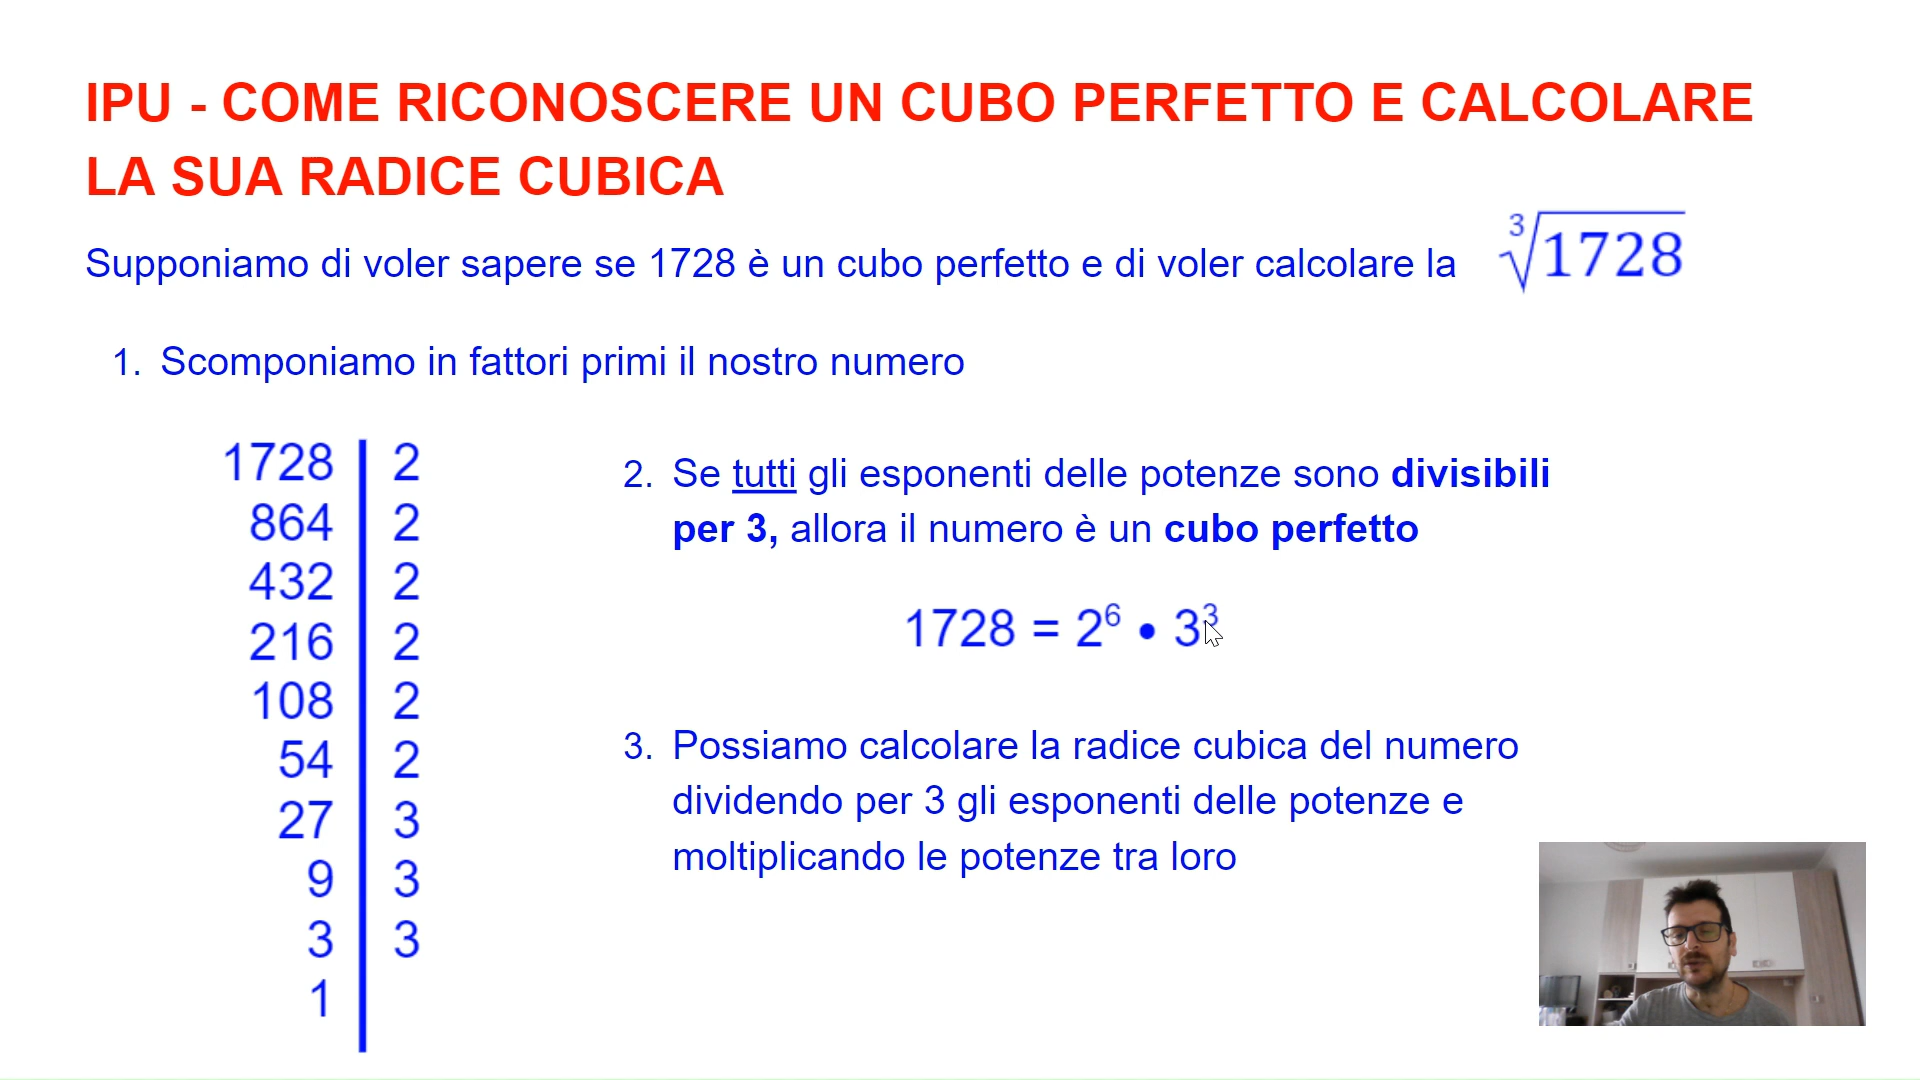 IPU - COME RICONOSCERE UN CUBO PERFETTO E CALCOLARE
LA SUA RADICE CUBICA
Supponiamo di voler sapere se 1728 è un cubo perfetto e di voler calcolare la ∛1728
1. Scomponiamo in fattori primi il nostro numero
1728 | 2
864 | 2
432 | 2
216 | 2
108 | 2
54 | 2
27 | 3
9 | 3
3 | 3
1 |
2. Se tutti gli esponenti delle potenze sono divisibili
per 3, allora il numero è un cubo perfetto
1728 = 2⁶ • 3³
3. Possiamo calcolare la radice cubica del numero
dividendo per 3 gli esponenti delle potenze e
moltiplicando le potenze tra loro